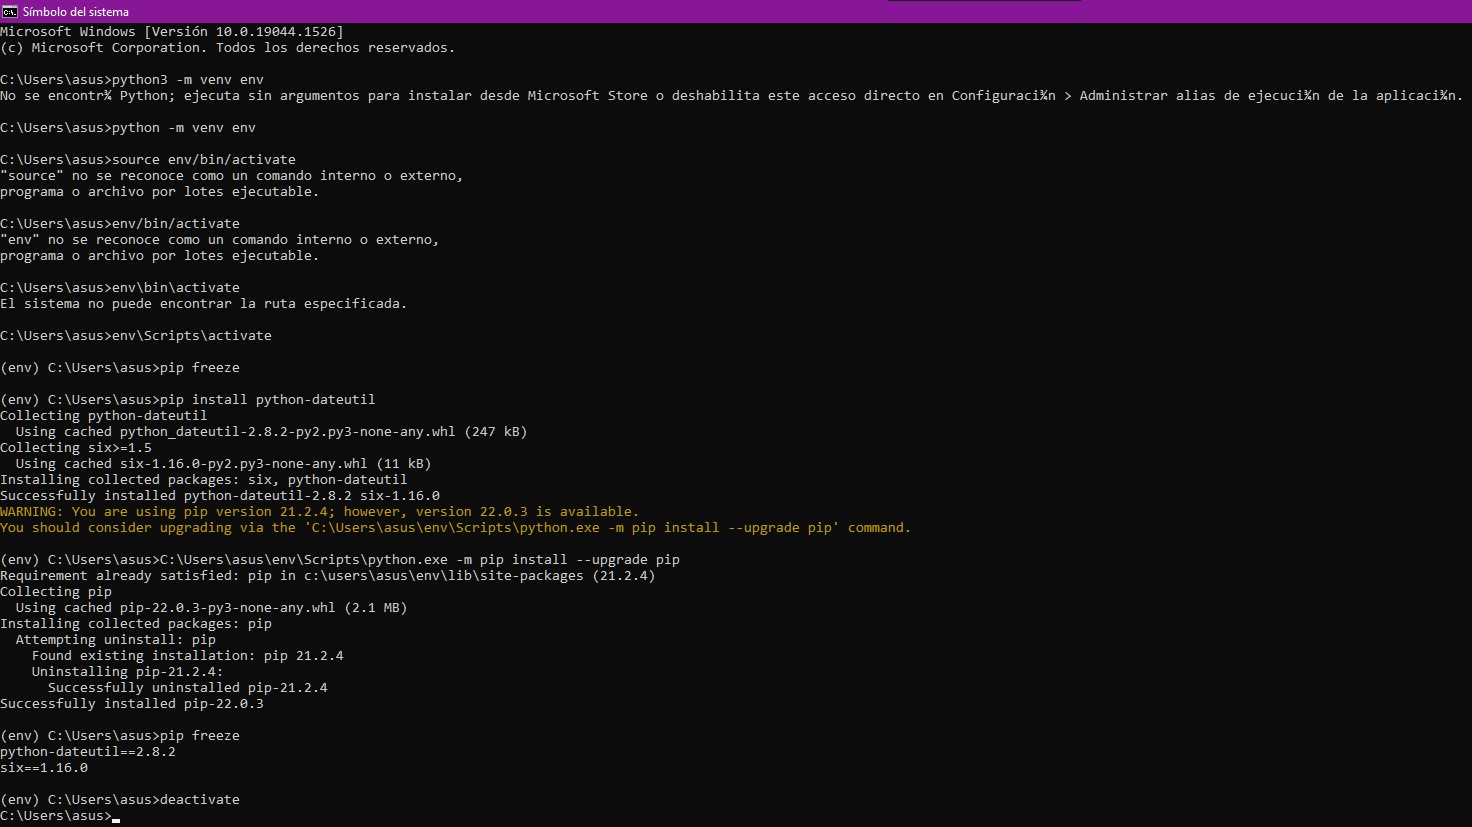 Símbolo del sistema
Microsoft Windows [Versión 10.0.19044.1526]
(c) Microsoft Corporation. Todos los derechos reservados.
C:\Users\asus>python3 -m venv env
No se encontr¾ Python; ejecuta sin argumentos para instalar desde Microsoft Store o deshabilita este acceso directo en Configuraci¾n > Administrar alias de ejecuci¾n de la aplicaci¾n.
C:\Users\asus>python -m venv env
C:\Users\asus>source env/bin/activate
"source" no se reconoce como un comando interno o externo,
programa o archivo por lotes ejecutable.
C:\Users\asus>env/bin/activate
"env" no se reconoce como un comando interno o externo,
programa o archivo por lotes ejecutable.
C:\Users\asus>env\bin\activate
El sistema no puede encontrar la ruta especificada.
C:\Users\asus>env\Scripts\activate
(env) C:\Users\asus>pip freeze
(env) C:\Users\asus>pip install python-dateutil
Collecting python-dateutil
  Using cached python_dateutil-2.8.2-py2.py3-none-any.whl (247 kB)
Collecting six>=1.5
  Using cached six-1.16.0-py2.py3-none-any.whl (11 kB)
Installing collected packages: six, python-dateutil
Successfully installed python-dateutil-2.8.2 six-1.16.0
WARNING: You are using pip version 21.2.4; however, version 22.0.3 is available.
You should consider upgrading via the 'C:\Users\asus\env\Scripts\python.exe -m pip install --upgrade pip' command.
(env) C:\Users\asus>C:\Users\asus\env\Scripts\python.exe -m pip install --upgrade pip
Requirement already satisfied: pip in c:\users\asus\env\lib\site-packages (21.2.4)
Collecting pip
  Using cached pip-22.0.3-py3-none-any.whl (2.1 MB)
Installing collected packages: pip
  Attempting uninstall: pip
    Found existing installation: pip 21.2.4
    Uninstalling pip-21.2.4:
      Successfully uninstalled pip-21.2.4
Successfully installed pip-22.0.3
(env) C:\Users\asus>pip freeze
python-dateutil==2.8.2
six==1.16.0
(env) C:\Users\asus>deactivate
C:\Users\asus>